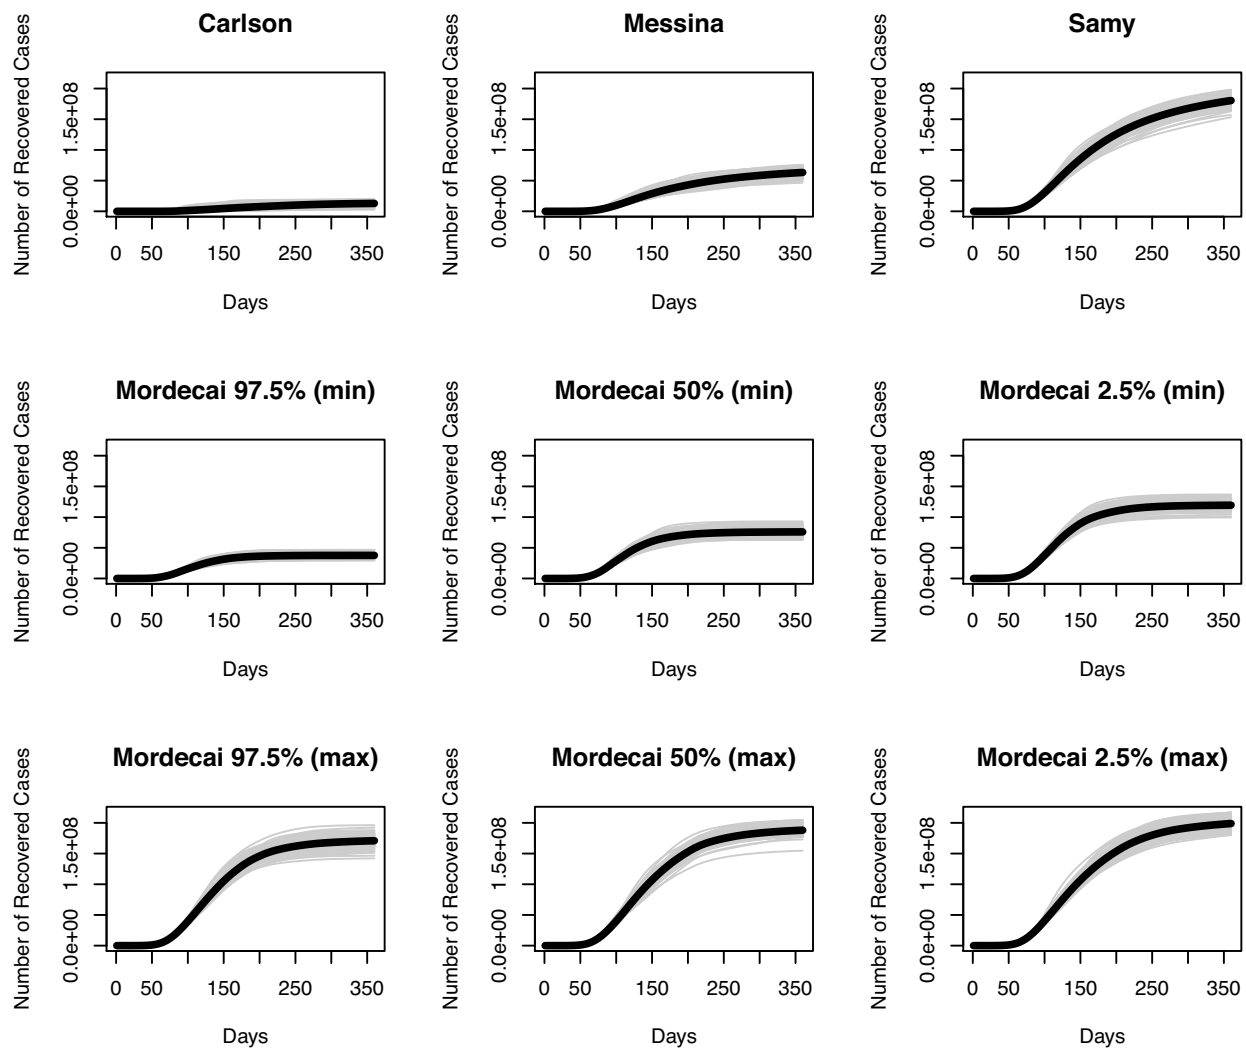 Carlson
Messina
Samy
Number of Recovered Cases
0.0e+00 1.5e+08
0 50 150 250 350
Days
Number of Recovered Cases
0.0e+00 1.5e+08
0 50 150 250 350
Days
Number of Recovered Cases
0.0e+00 1.5e+08
0 50 150 250 350
Days
Mordecai 97.5% (min)
Mordecai 50% (min)
Mordecai 2.5% (min)
Number of Recovered Cases
0.0e+00 1.5e+08
0 50 150 250 350
Days
Number of Recovered Cases
0.0e+00 1.5e+08
0 50 150 250 350
Days
Number of Recovered Cases
0.0e+00 1.5e+08
0 50 150 250 350
Days
Mordecai 97.5% (max)
Mordecai 50% (max)
Mordecai 2.5% (max)
Number of Recovered Cases
0.0e+00 1.5e+08
0 50 150 250 350
Days
Number of Recovered Cases
0.0e+00 1.5e+08
0 50 150 250 350
Days
Number of Recovered Cases
0.0e+00 1.5e+08
0 50 150 250 350
Days